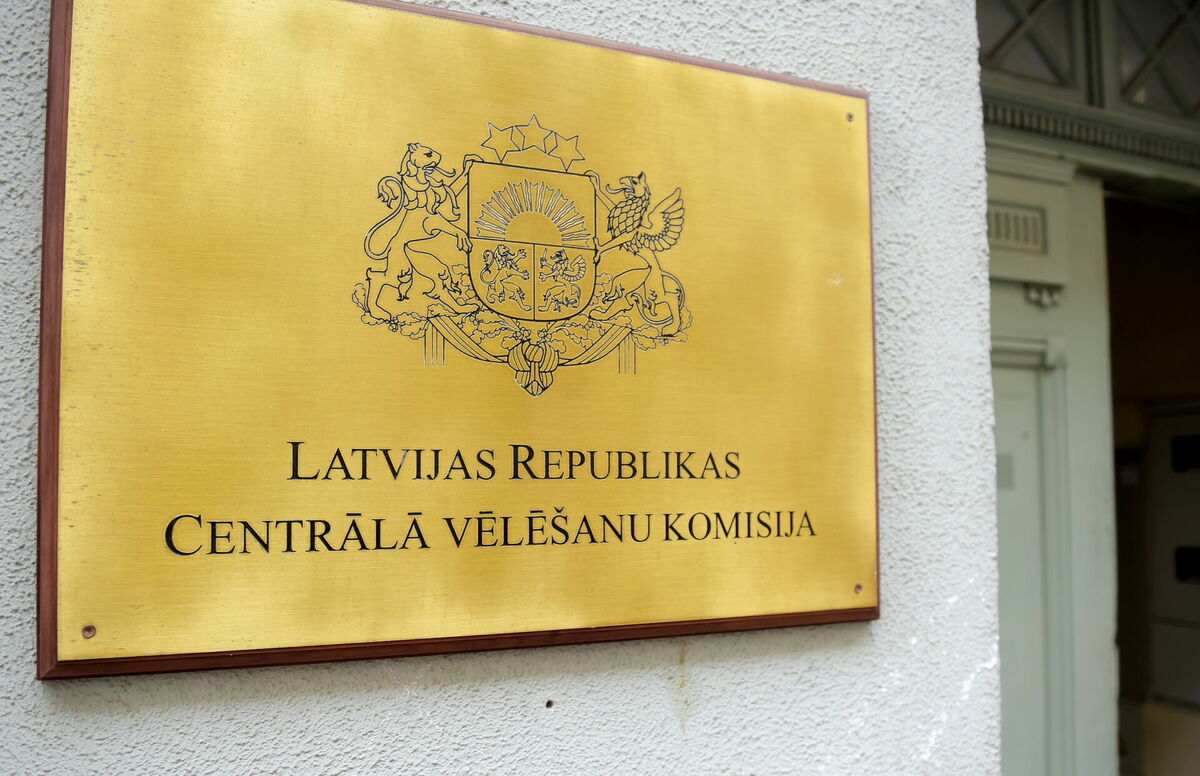 LATVIJAS REPUBLIKAS
CENTRĀLĀ VĒLĒŠANU KOMISIJA